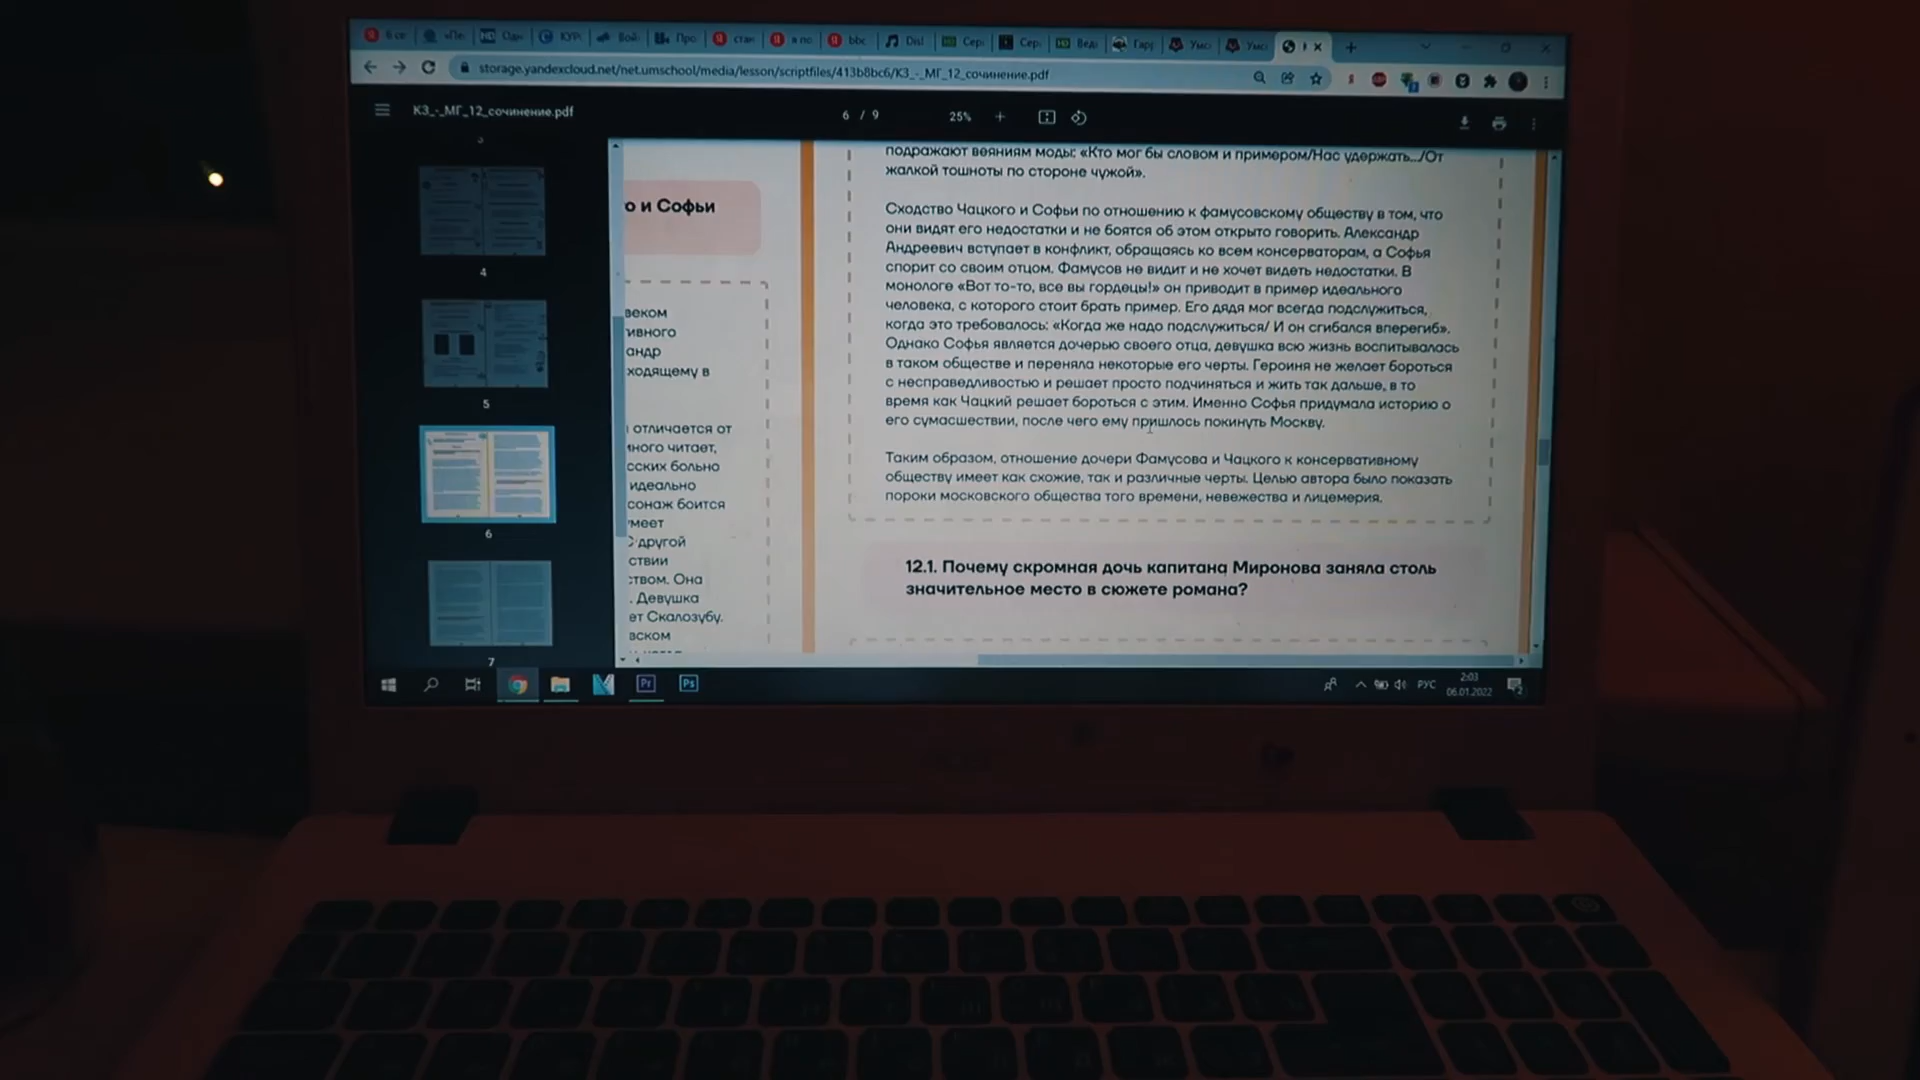 storage.yandexcloud.net/net.umschool/media/lesson/scriptfiles/413b8bc6/К3_-_МГ_12_сочинение.pdf
К3_-_МГ_12_сочинение.pdf
6 / 9
25%
4
5
6
7
о и Софьи
веком
ивного
андр
ходящему в
отличается от
ного читает,
сских больно
идеально
сонаж боится
меет
другой
ствии
ством. Она
. Девушка
ет Скалозубу.
вском
подражают веяниям моды: «Кто мог бы словом и примером/Нас удержать.../От
жалкой тошноты по стороне чужой».
Сходство Чацкого и Софьи по отношению к фамусовскому обществу в том, что
они видят его недостатки и не боятся об этом открыто говорить. Александр
Андреевич вступает в конфликт, обращаясь ко всем консерваторам, а Софья
спорит со своим отцом. Фамусов не видит и не хочет видеть недостатки. В
монологе «Вот то-то, все вы гордецы!» он приводит в пример идеального
человека, с которого стоит брать пример. Его дядя мог всегда подслужиться,
когда это требовалось: «Когда же надо подслужиться/ И он сгибался вперегиб».
Однако Софья является дочерью своего отца, девушка всю жизнь воспитывалась
в таком обществе и переняла некоторые его черты. Героиня не желает бороться
с несправедливостью и решает просто подчиняться и жить так дальше, в то
время как Чацкий решает бороться с этим. Именно Софья придумала историю о
его сумасшествии, после чего ему пришлось покинуть Москву.
Таким образом, отношение дочери Фамусова и Чацкого к консервативному
обществу имеет как схожие, так и различные черты. Целью автора было показать
пороки московского общества того времени, невежества и лицемерия.
12.1. Почему скромная дочь капитана Миронова заняла столь
значительное место в сюжете романа?
Pr
Ps
РУС
2:03
06.01.2022